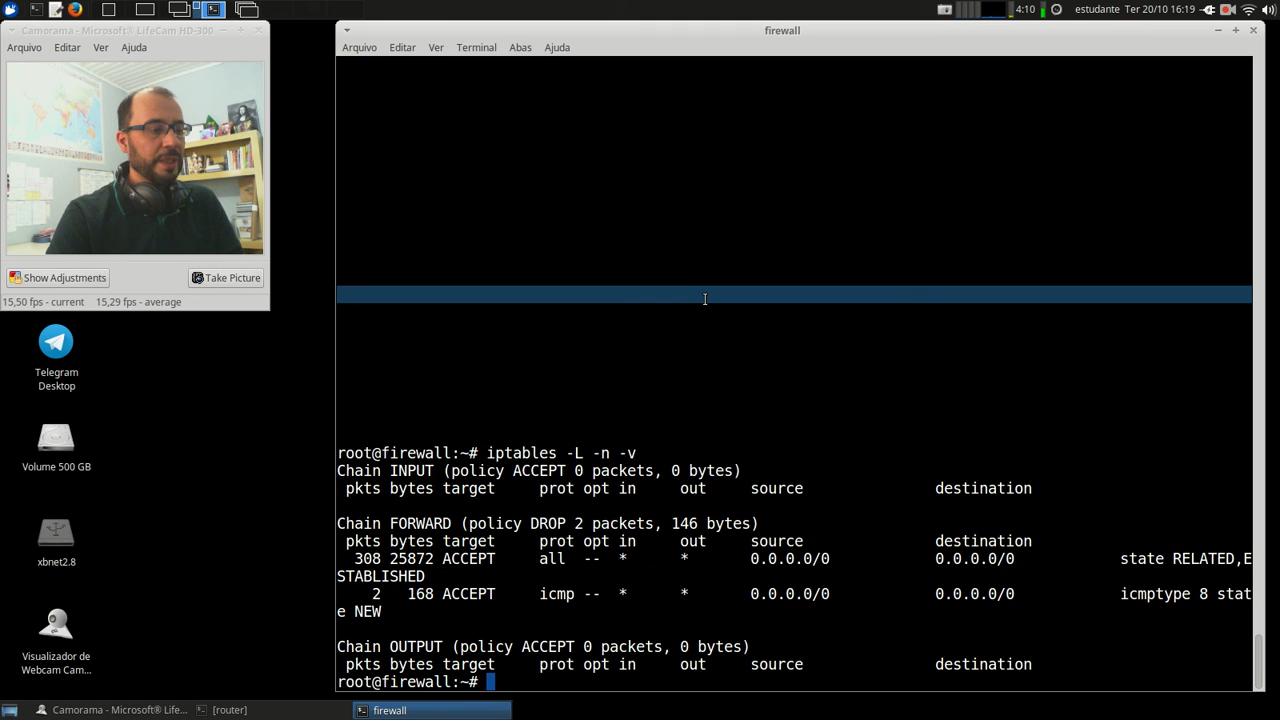 4:10
estudante
Ter 20/10 16:19
Camorama - Microsoft® LifeCam HD-300
Arquivo Editar Ver Ajuda
Show Adjustments
Take Picture
15,50 fps - current 15,29 fps - average
Telegram
Desktop
Volume 500 GB
xbnet2.8
Visualizador de
Webcam Cam...
firewall
Arquivo Editar Ver Terminal Abas Ajuda
root@firewall:~# iptables -L -n -v
Chain INPUT (policy ACCEPT 0 packets, 0 bytes)
pkts bytes target prot opt in out source destination
Chain FORWARD (policy DROP 2 packets, 146 bytes)
pkts bytes target prot opt in out source destination
308 25872 ACCEPT all -- * * 0.0.0.0/0 0.0.0.0/0 state RELATED,E
STABLISHED
2 168 ACCEPT icmp -- * * 0.0.0.0/0 0.0.0.0/0 icmptype 8 stat
e NEW
Chain OUTPUT (policy ACCEPT 0 packets, 0 bytes)
pkts bytes target prot opt in out source destination
root@firewall:~#
Camorama - Microsoft® LifeC...
[router]
firewall